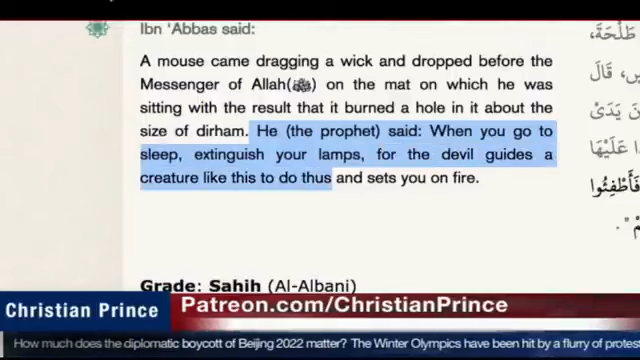 Ibn 'Abbas said:
A mouse came dragging a wick and dropped before the
Messenger of Allah(ﷺ) on the mat on which he was
sitting with the result that it burned a hole in it about the
size of dirham. He (the prophet) said: When you go to
sleep, extinguish your lamps, for the devil guides a
creature like this to do thus and sets you on fire.
طَلْحَةَ،
قَالَ
يَدَىْ
عَلَيْهَا
فَأَطْفِئُوا
Grade: Sahih (Al-Albani)
Christian Prince
Patreon.com/ChristianPrince
How much does the diplomatic boycott of Beijing 2022 matter? The Winter Olympics have been hit by a flurry of protes